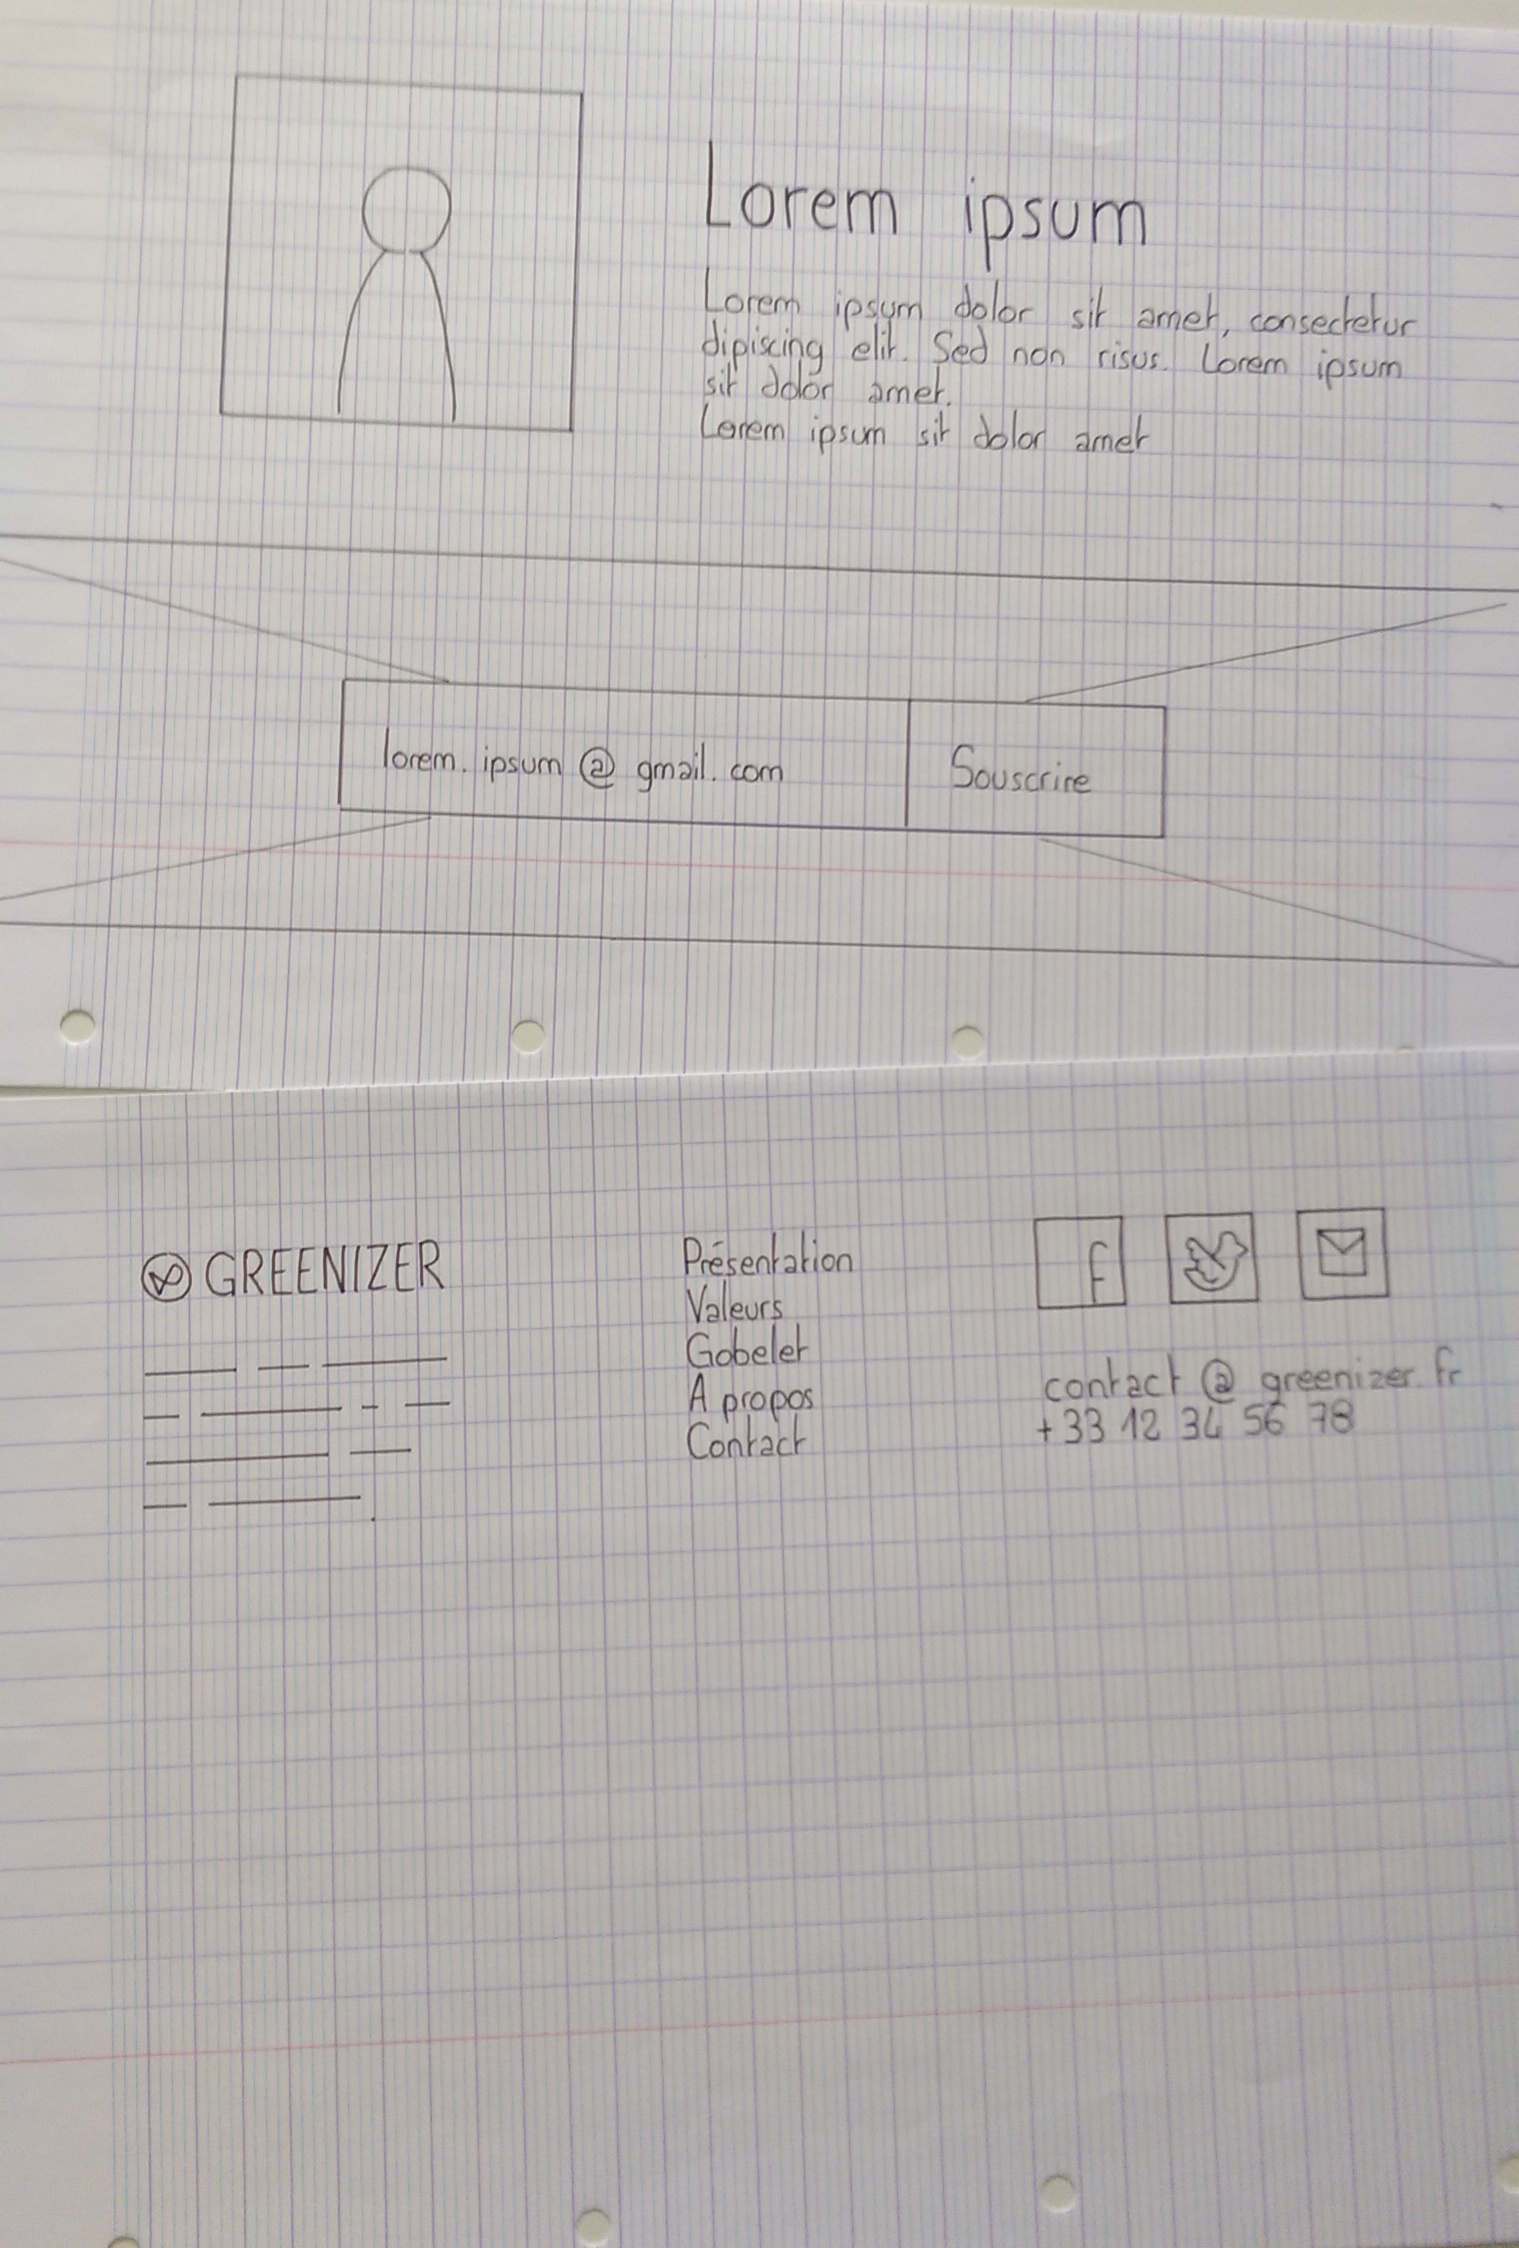 Lorem ipsum
Lorem ipsum dolor sit amet, consectetur
dipiscing elit. Sed non risus. Lorem ipsum
sit dolor amet.
Lorem ipsum sit dolor amet
lorem.ipsum @ gmail.com
Souscrire
GREENIZER
Présentation
Valeurs
Gobelet
A propos
Contact
f
contact @ greenizer.fr
+33 12 34 56 78